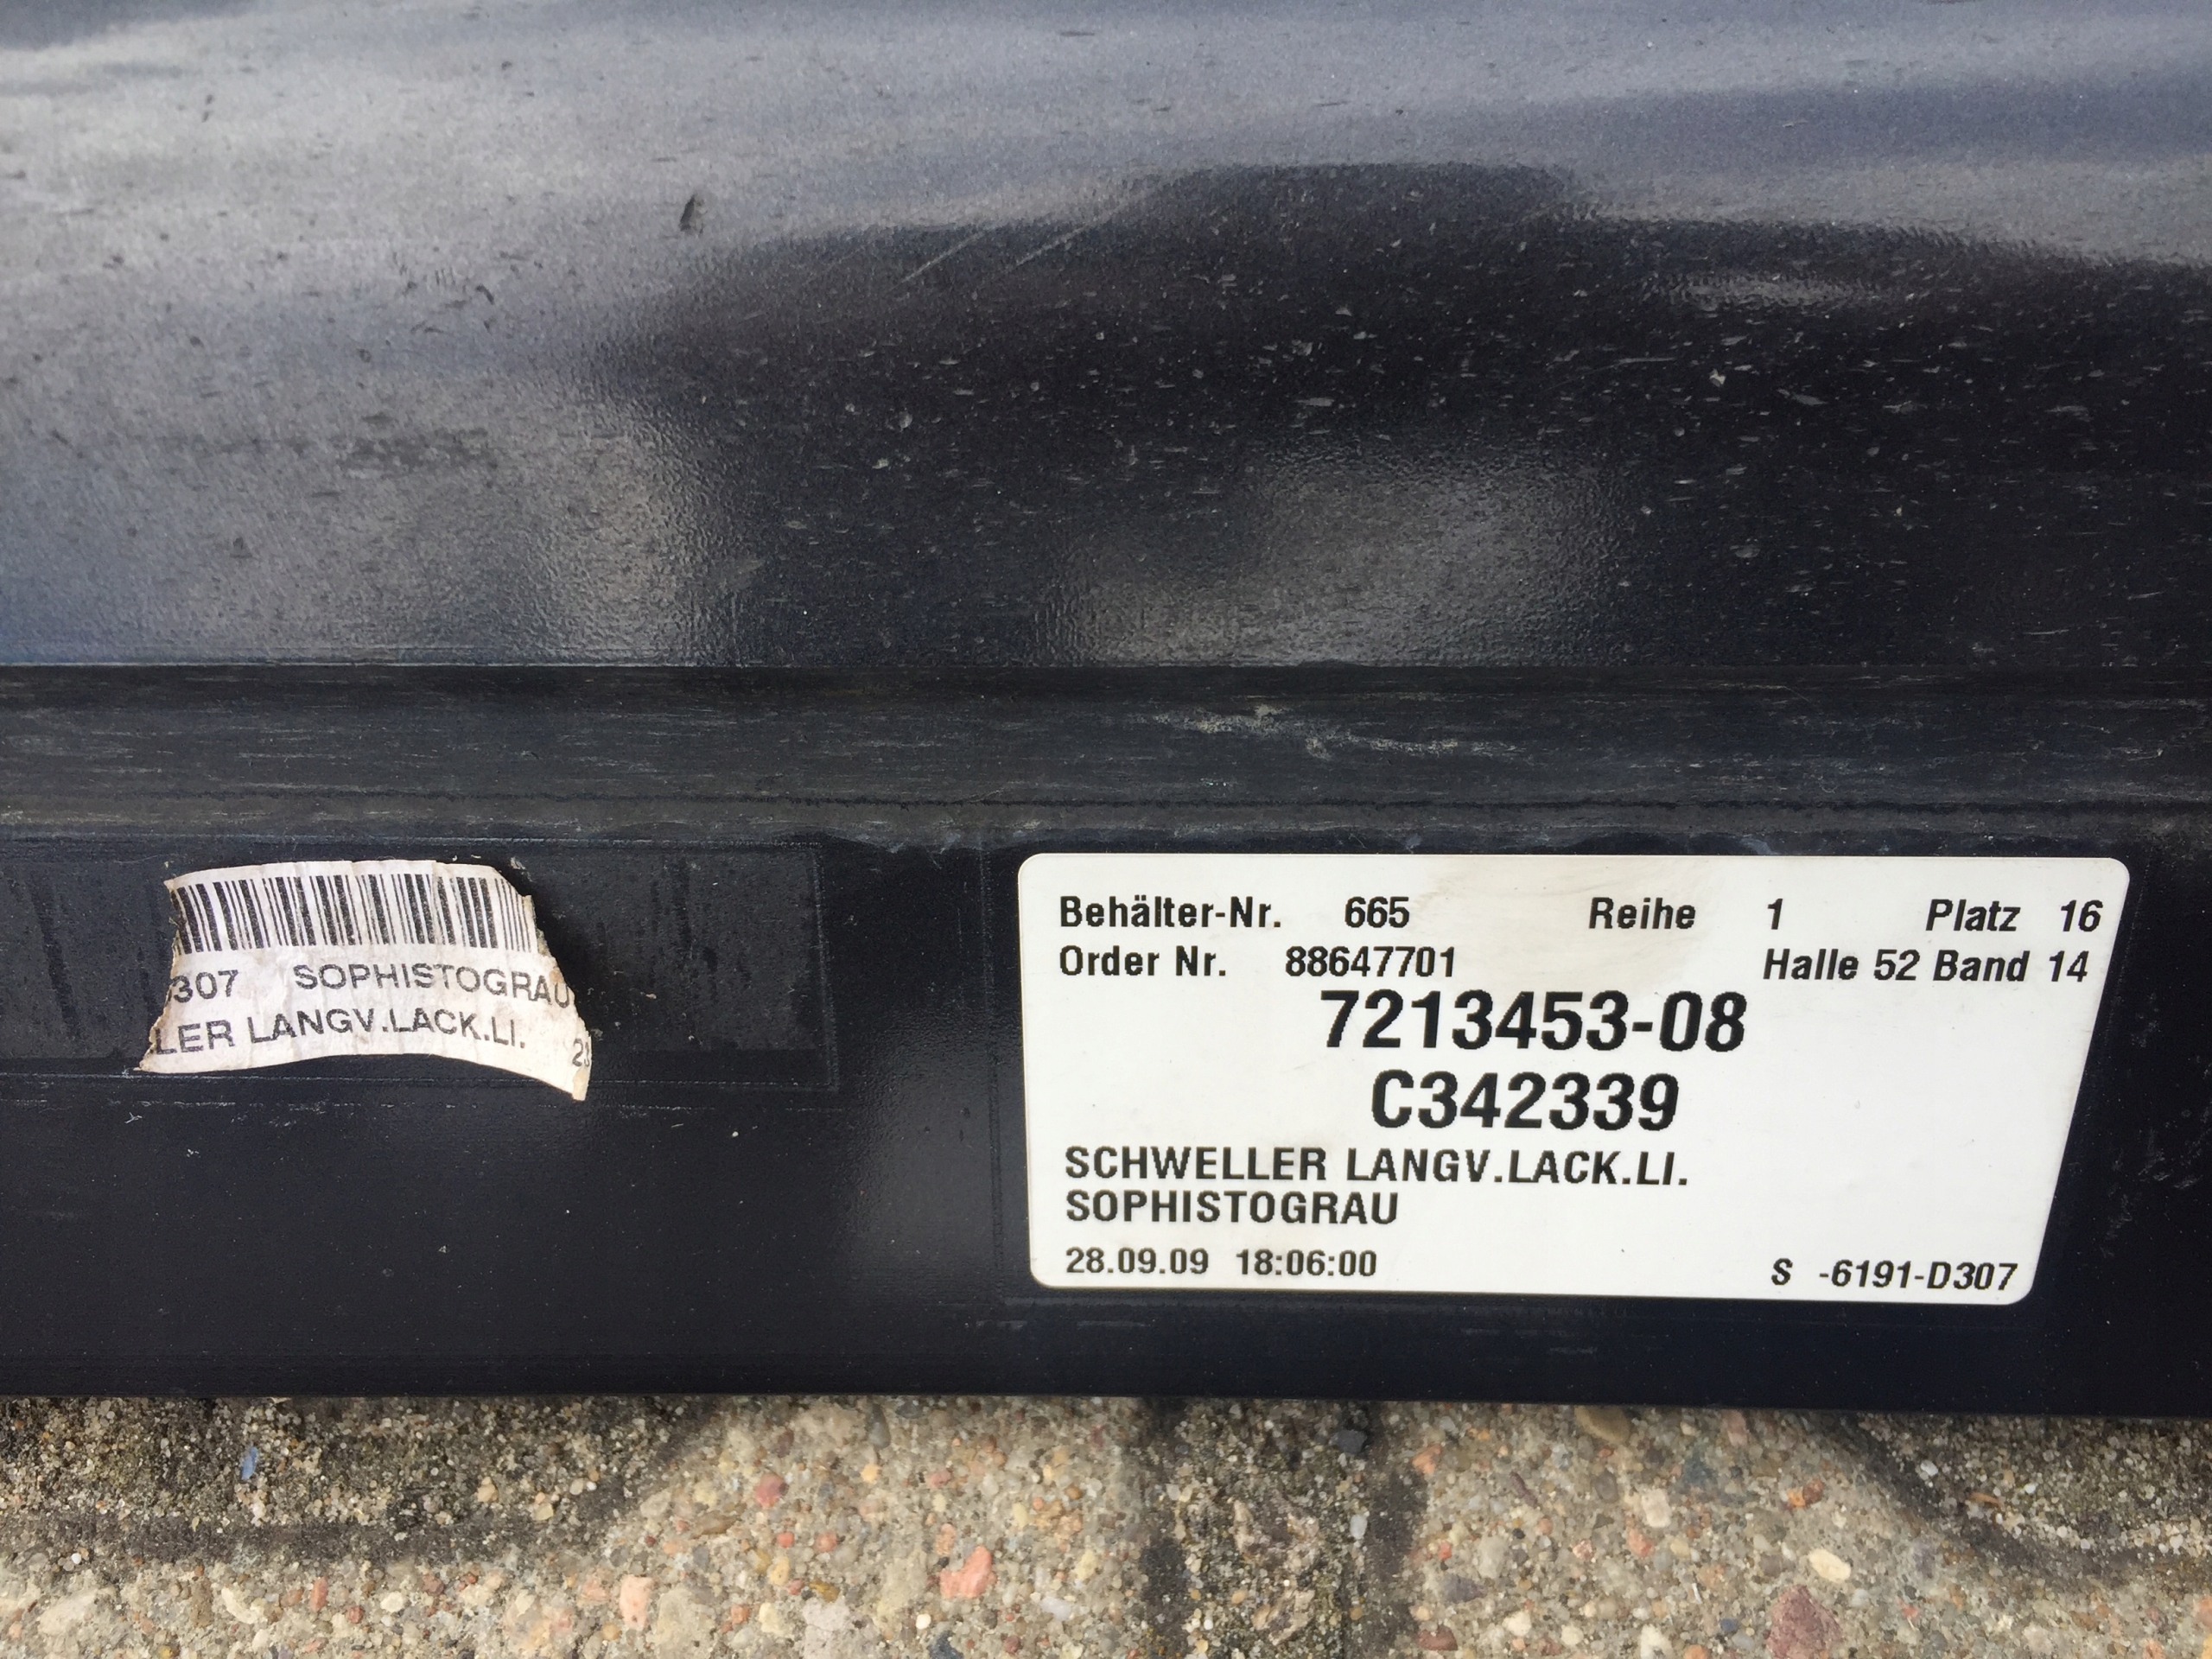 Behälter-Nr. 665 Reihe 1 Platz 16
Order Nr. 88647701 Halle 52 Band 14
7213453-08
C342339
SCHWELLER LANGV.LACK.LI.
SOPHISTOGRAU
28.09.09 18:06:00 S -6191-D307
307 SOPHISTOGRAU
LER LANGV.LACK.LI.